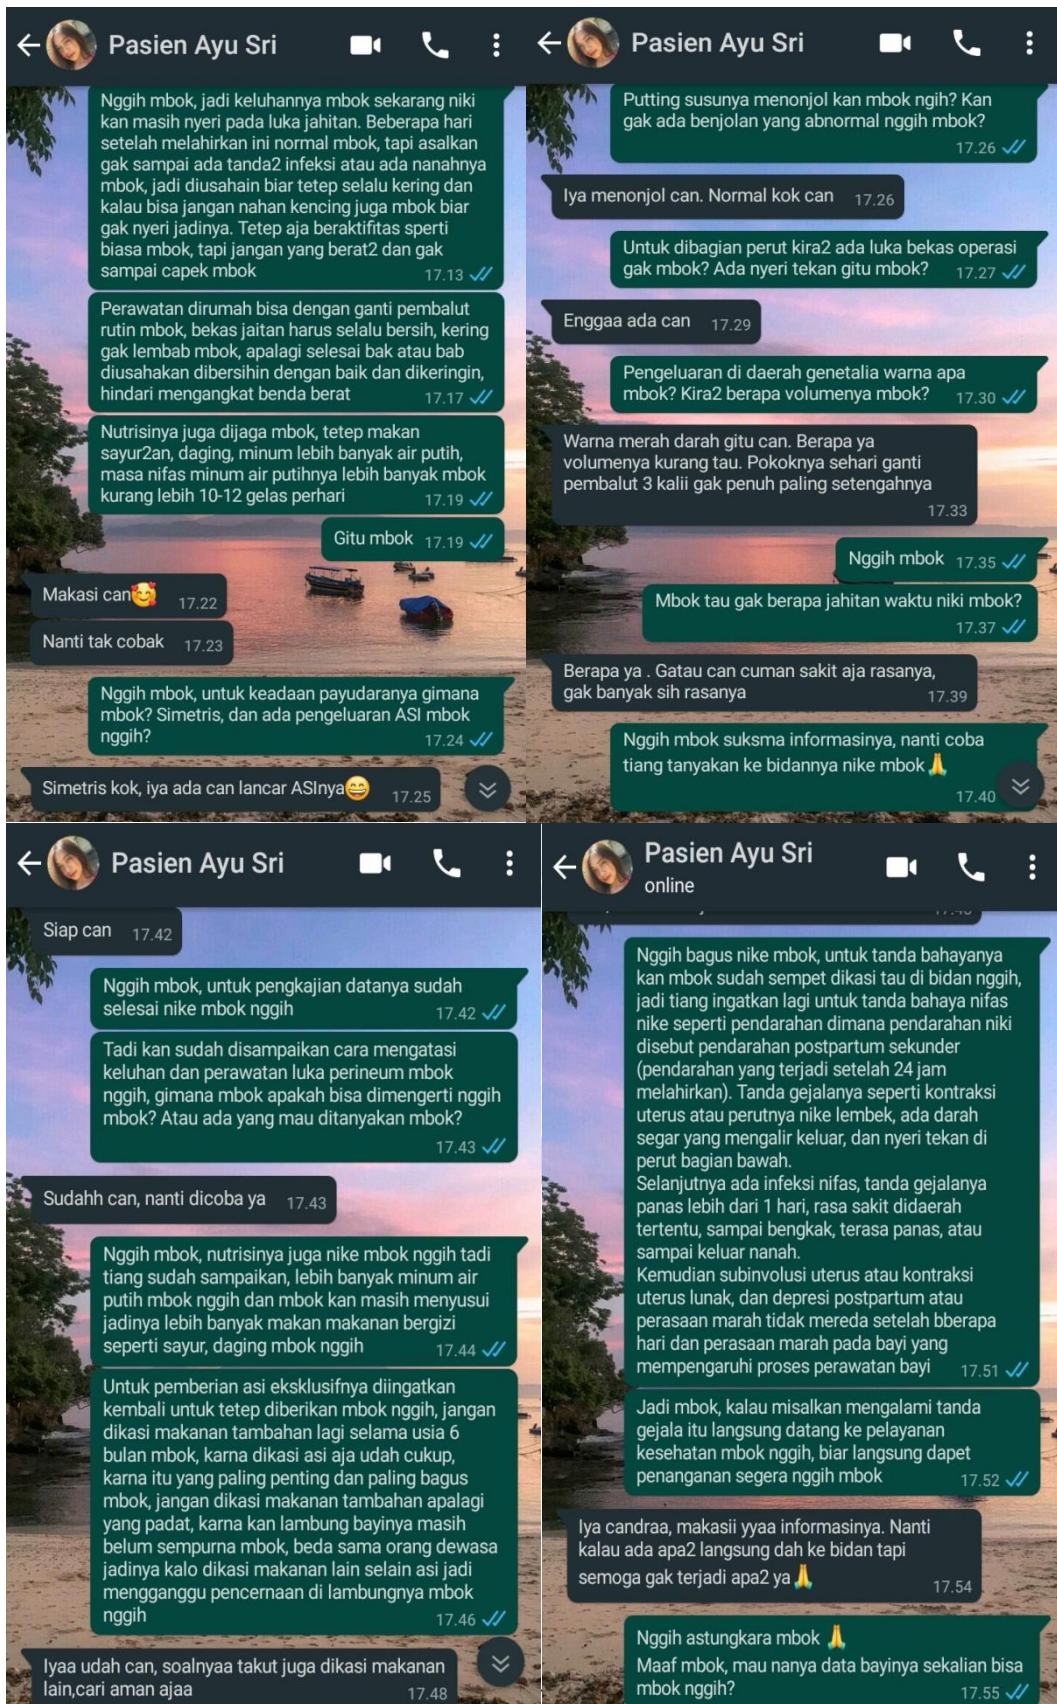 Pasien Ayu Sri
Nggih mbok, jadi keluhannya mbok sekarang niki
kan masih nyeri pada luka jahitan. Beberapa hari
setelah melahirkan ini normal mbok, tapi asalkan
gak sampai ada tanda2 infeksi atau ada nanahnya
mbok, jadi diusahain biar tetep selalu kering dan
kalau bisa jangan nahan kencing juga mbok biar
gak nyeri jadinya. Tetep aja beraktifitas sperti
biasa mbok, tapi jangan yang berat2 dan gak
sampai capek mbok
17.13
Perawatan dirumah bisa dengan ganti pembalut
rutin mbok, bekas jaitan harus selalu bersih, kering
gak lembab mbok, apalagi selesai bak atau bab
diusahakan dibersihin dengan baik dan dikeringin,
hindari mengangkat benda berat
17.17
Nutrisinya juga dijaga mbok, tetep makan
sayur2an, daging, minum lebih banyak air putih,
masa nifas minum air putihnya lebih banyak mbok
kurang lebih 10-12 gelas perhari
17.19
Gitu mbok 17.19
Makasi can🥰 17.22
Nanti tak cobak 17.23
Nggih mbok, untuk keadaan payudaranya gimana
mbok? Simetris, dan ada pengeluaran ASI mbok
nggih?
17.24
Simetris kok, iya ada can lancar ASInya😄 17.25
Pasien Ayu Sri
Putting susunya menonjol kan mbok ngih? Kan
gak ada benjolan yang abnormal nggih mbok?
17.26
Iya menonjol can. Normal kok can 17.26
Untuk dibagian perut kira2 ada luka bekas operasi
gak mbok? Ada nyeri tekan gitu mbok? 17.27
Enggaa ada can 17.29
Pengeluaran di daerah genetalia warna apa
mbok? Kira2 berapa volumenya mbok? 17.30
Warna merah darah gitu can. Berapa ya
volumenya kurang tau. Pokoknya sehari ganti
pembalut 3 kalii gak penuh paling setengahnya
17.33
Nggih mbok 17.35
Mbok tau gak berapa jahitan waktu niki mbok?
17.37
Berapa ya . Gatau can cuman sakit aja rasanya,
gak banyak sih rasanya 17.39
Nggih mbok suksma informasinya, nanti coba
tiang tanyakan ke bidannya nike mbok🙏
17.40
Pasien Ayu Sri
Siap can 17.42
Nggih mbok, untuk pengkajian datanya sudah
selesai nike mbok nggih 17.42
Tadi kan sudah disampaikan cara mengatasi
keluhan dan perawatan luka perineum mbok
nggih, gimana mbok apakah bisa dimengerti nggih
mbok? Atau ada yang mau ditanyakan mbok?
17.43
Sudahh can, nanti dicoba ya 17.43
Nggih mbok, nutrisinya juga nike mbok nggih tadi
tiang sudah sampaikan, lebih banyak minum air
putih mbok nggih dan mbok kan masih menyusui
jadinya lebih banyak makan makanan bergizi
seperti sayur, daging mbok nggih 17.44
Untuk pemberian asi eksklusifnya diingatkan
kembali untuk tetep diberikan mbok nggih, jangan
dikasi makanan tambahan lagi selama usia 6
bulan mbok, karna dikasi asi aja udah cukup,
karna itu yang paling penting dan paling bagus
mbok, jangan dikasi makanan tambahan apalagi
yang padat, karna kan lambung bayinya masih
belum sempurna mbok, beda sama orang dewasa
jadinya kalo dikasi makanan lain selain asi jadi
mengganggu pencernaan di lambungnya mbok
nggih 17.46
Iyaa udah can, soalnyaa takut juga dikasi makanan
lain,cari aman ajaa 17.48
Pasien Ayu Sri
online
Nggih bagus nike mbok, untuk tanda bahayanya
kan mbok sudah sempet dikasi tau di bidan nggih,
jadi tiang ingatkan lagi untuk tanda bahaya nifas
nike seperti pendarahan dimana pendarahan niki
disebut pendarahan postpartum sekunder
(pendarahan yang terjadi setelah 24 jam
melahirkan). Tanda gejalanya seperti kontraksi
uterus atau perutnya nike lembek, ada darah
segar yang mengalir keluar, dan nyeri tekan di
perut bagian bawah.
Selanjutnya ada infeksi nifas, tanda gejalanya
panas lebih dari 1 hari, rasa sakit didaerah
tertentu, sampai bengkak, terasa panas, atau
sampai keluar nanah.
Kemudian subinvolusi uterus atau kontraksi
uterus lunak, dan depresi postpartum atau
perasaan marah tidak mereda setelah bberapa
hari dan perasaan marah pada bayi yang
mempengaruhi proses perawatan bayi 17.51
Jadi mbok, kalau misalkan mengalami tanda
gejala itu langsung datang ke pelayanan
kesehatan mbok nggih, biar langsung dapet
penanganan segera nggih mbok 17.52
Iya candraa, makasii yyaa informasinya. Nanti
kalau ada apa2 langsung dah ke bidan tapi
semoga gak terjadi apa2 ya🙏 17.54
Nggih astungkara mbok 🙏
Maaf mbok, mau nanya data bayinya sekalian bisa
mbok nggih? 17.55